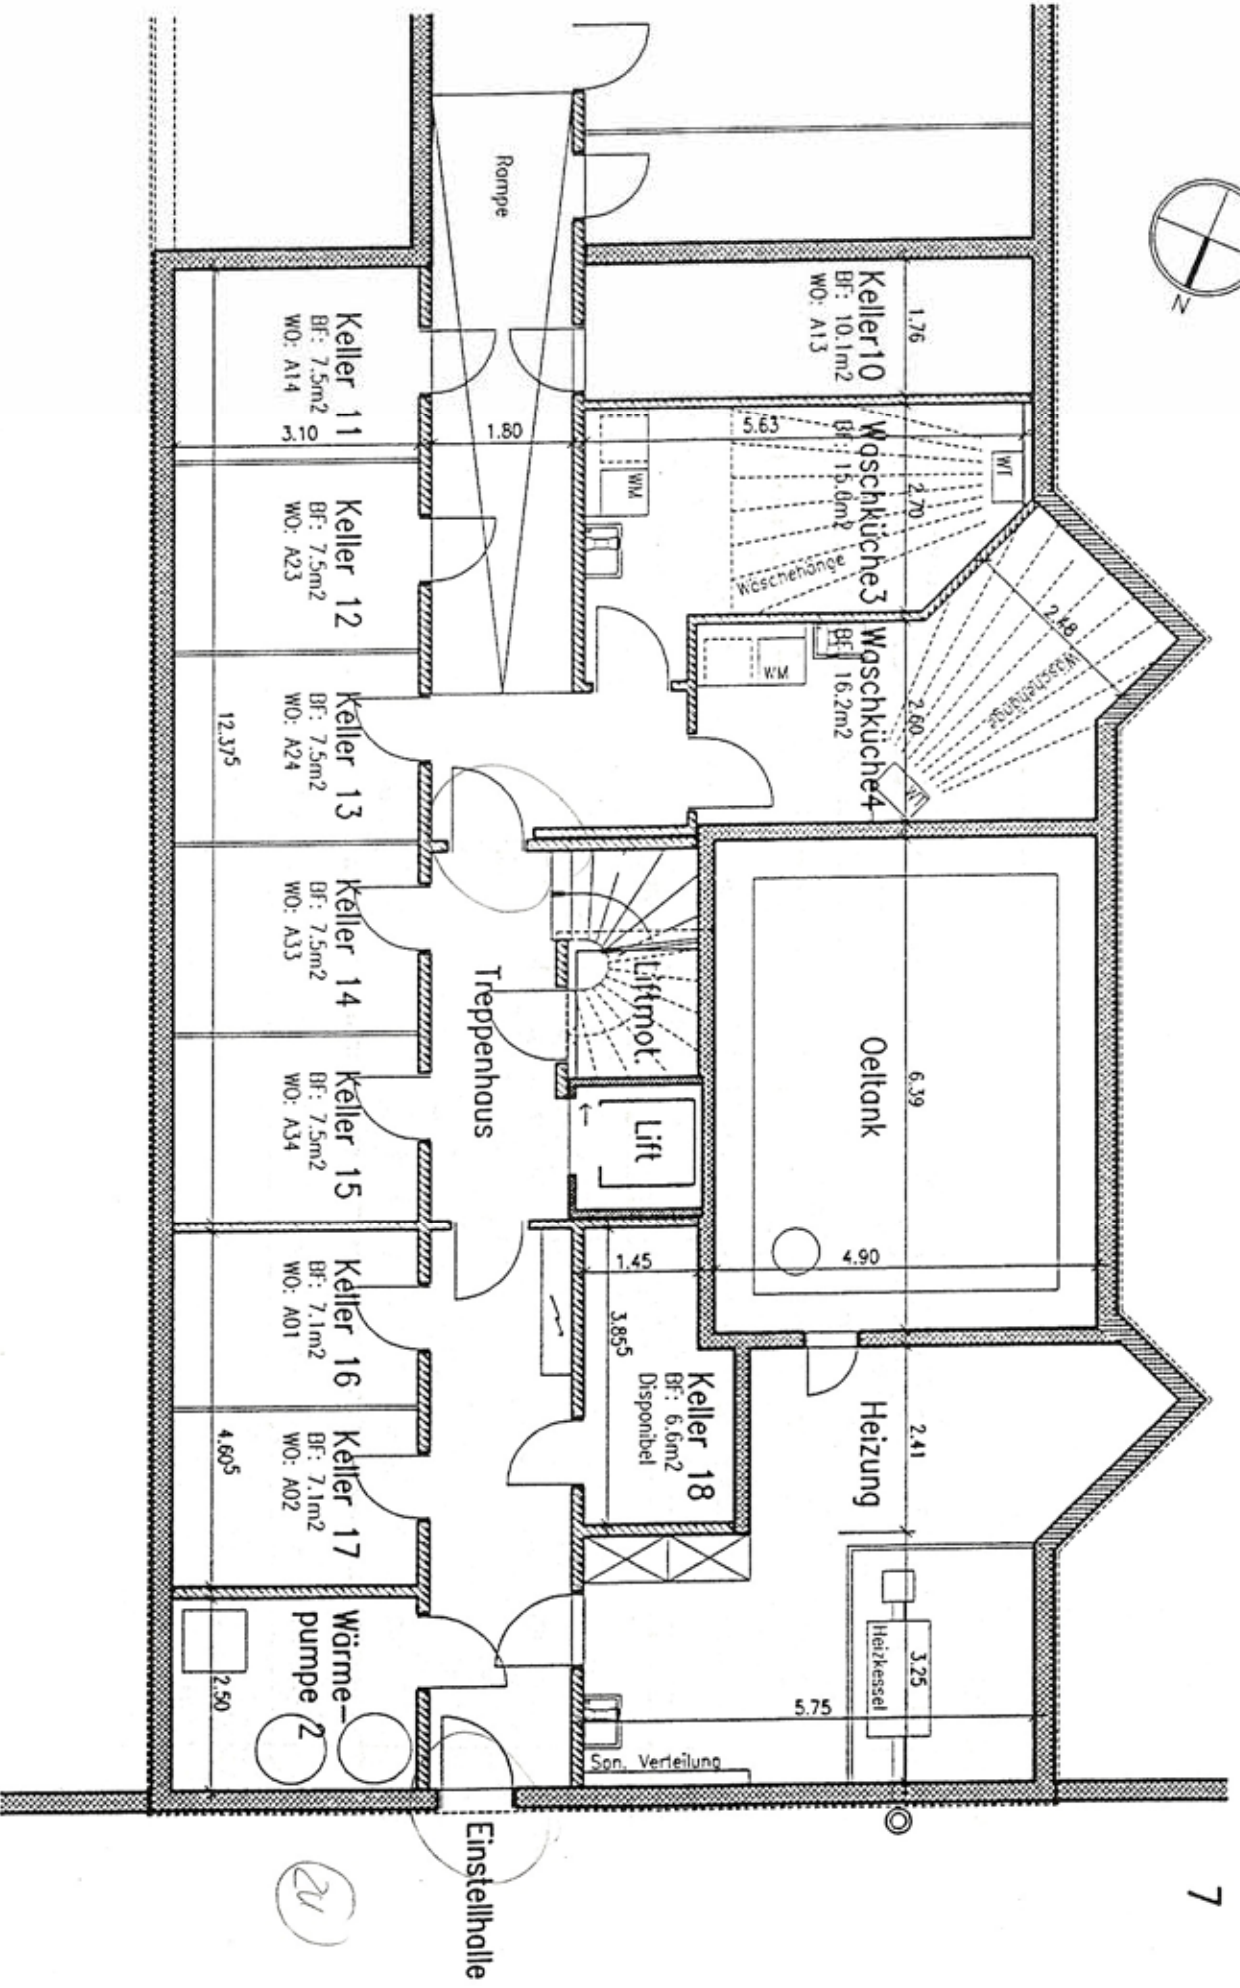 N
Rampe
Keller10
BF: 10.1m2
WO: A13
1.76
Keller 11
BF: 7.5m2
WO: A14
3.10
1.80
5.63
Waschküche3
BF: 15.8m2
2.70
WT
WM
Wäschehänge
Keller 12
BF: 7.5m2
WO: A23
Waschküche4
BF: 16.2m2
2.60
2.48
Wäschehänge
WM
WT
Keller 13
BF: 7.5m2
WO: A24
12.37⁵
Keller 14
BF: 7.5m2
WO: A33
Treppenhaus
Liftmot.
Oeltank
6.39
Keller 15
BF: 7.5m2
WO: A34
Lift
4.90
1.45
3.85⁵
Keller 16
BF: 7.1m2
WO: A01
Keller 18
BF: 6.6m2
Disponibel
Heizung
2.41
Keller 17
BF: 7.1m2
WO: A02
4.60⁵
Wärme-
pumpe 2
2.50
Heizkessel
3.25
5.75
San. Verteilung
Einstellhalle
7